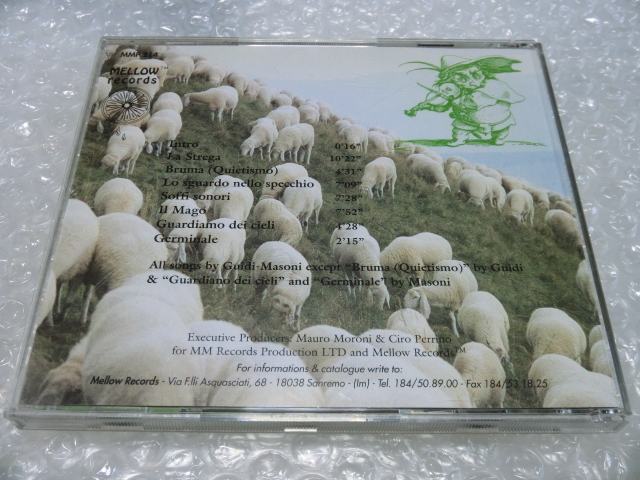 MMP 314
MELLOW™
records
Intro 0'16"
La Strega 10'22"
Bruma (Quietismo) 4'31"
Lo sguardo nello specchio 7'09"
Soffi sonori 7'28"
Il Mago 7'52"
Guardiamo dei cieli 4'28"
Germinale 2'15"
All songs by Guidi-Masoni except "Bruma (Quietismo)" by Guidi
& "Guardiano dei cieli" and "Germinale" by Masoni
Executive Producers: Mauro Moroni & Ciro Perrino
for MM Records Production LTD and Mellow Records™
For informations & catalogue write to:
Mellow Records - Via F.lli Asquasciati, 68 - 18038 Sanremo - (Im) - Tel. 184/50.89.00 - Fax 184/53.18.25